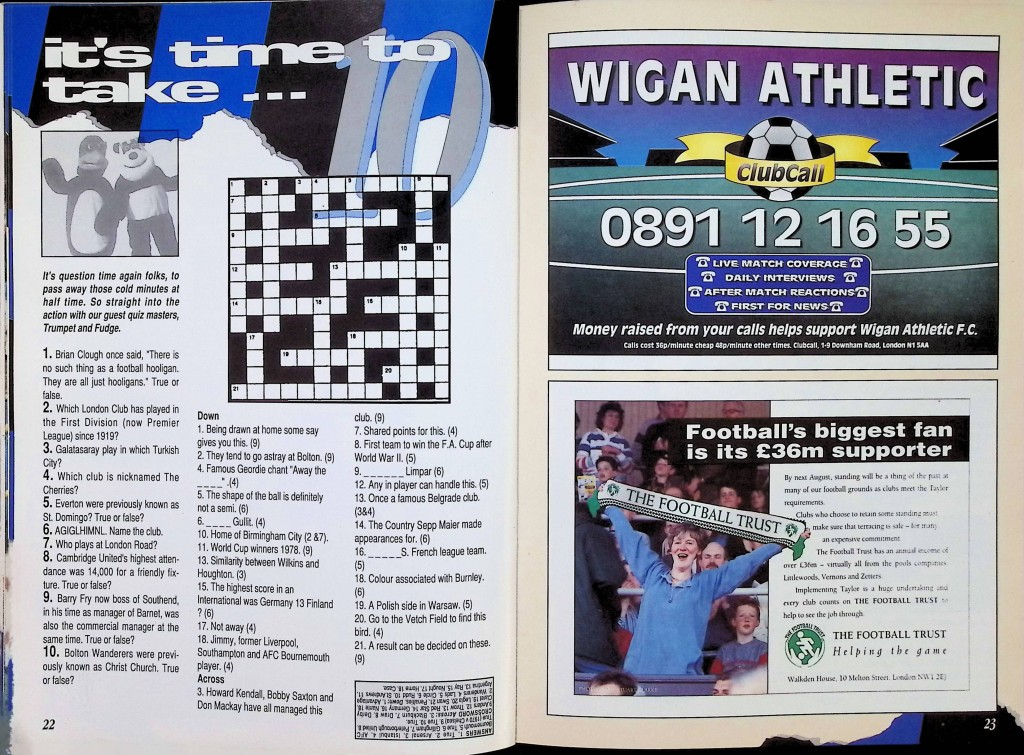 it's time to
take ...
10
It's question time again folks, to
pass away those cold minutes at
half time. So straight into the
action with our guest quiz masters,
Trumpet and Fudge.
1. Brian Clough once said, "There is
no such thing as a football hooligan.
They are all just hooligans." True or
false.
2. Which London Club has played in
the First Division (now Premier
League) since 1919?
3. Galatasaray play in which Turkish
City?
4. Which club is nicknamed The
Cherries?
5. Everton were previously known as
St. Domingo? True or false?
6. AGIGLHIMNL. Name the club.
7. Who plays at London Road?
8. Cambridge United's highest atten-
dance was 14,000 for a friendly fix-
ture. True or false?
9. Barry Fry now boss of Southend,
in his time as manager of Barnet, was
also the commercial manager at the
same time. True or false?
10. Bolton Wanderers were previ-
ously known as Christ Church. True
or false?
22
Down
1. Being drawn at home some say
gives you this. (9)
2. They tend to go astray at Bolton. (9)
4. Famous Geordie chant "Away the
_ _ _ _ ".(4)
5. The shape of the ball is definitely
not a semi. (6)
6. _ _ _ _ Gullit. (4)
10. Home of Birmingham City (2 &7).
11. World Cup winners 1978. (9)
13. Similarity between Wilkins and
Houghton. (3)
15. The highest score in an
International was Germany 13 Finland
? (6)
17. Not away (4)
18. Jimmy, former Liverpool,
Southampton and AFC Bournemouth
player. (4)
Across
3. Howard Kendall, Bobby Saxton and
Don Mackay have all managed this
club. (9)
7. Shared points for this. (4)
8. First team to win the F.A. Cup after
World War II. (5)
9. _ _ _ _ _ _ Limpar (6)
12. Any in player can handle this. (5)
13. Once a famous Belgrade club.
(3&4)
14. The Country Sepp Maier made
appearances for. (6)
16. _ _ _ _ _ S. French league team.
(5)
18. Colour associated with Burnley.
(6)
19. A Polish side in Warsaw. (5)
20. Go to the Vetch Field to find this
bird. (4)
21. A result can be decided on these.
(9)
WIGAN ATHLETIC
ClubCall
0891 12 16 55
LIVE MATCH COVERAGE
DAILY INTERVIEWS
AFTER MATCH REACTIONS
FIRST FOR NEWS
Money raised from your calls helps support Wigan Athletic F.C.
Calls cost 36p/minute cheap 48p/minute other times. Clubcall, 1-9 Downham Road, London N1 5AA
Football's biggest fan
is its £36m supporter
THE FOOTBALL TRUST
By next August, standing will be a thing of the past at
many of our football grounds as clubs meet the Taylor
requirements.
Clubs who choose to retain some standing must
make sure that terracing is safe – for many,
an expensive commitment
The Football Trust has an annual income of
over £36m – virtually all from the pools companies
Littlewoods, Vernons and Zetters.
Implementing Taylor is a huge undertaking and
every club counts on THE FOOTBALL TRUST to
help to see the job through.
THE FOOTBALL TRUST
Helping the game
Walkden House, 10 Melton Street, London NW1 2EJ
23